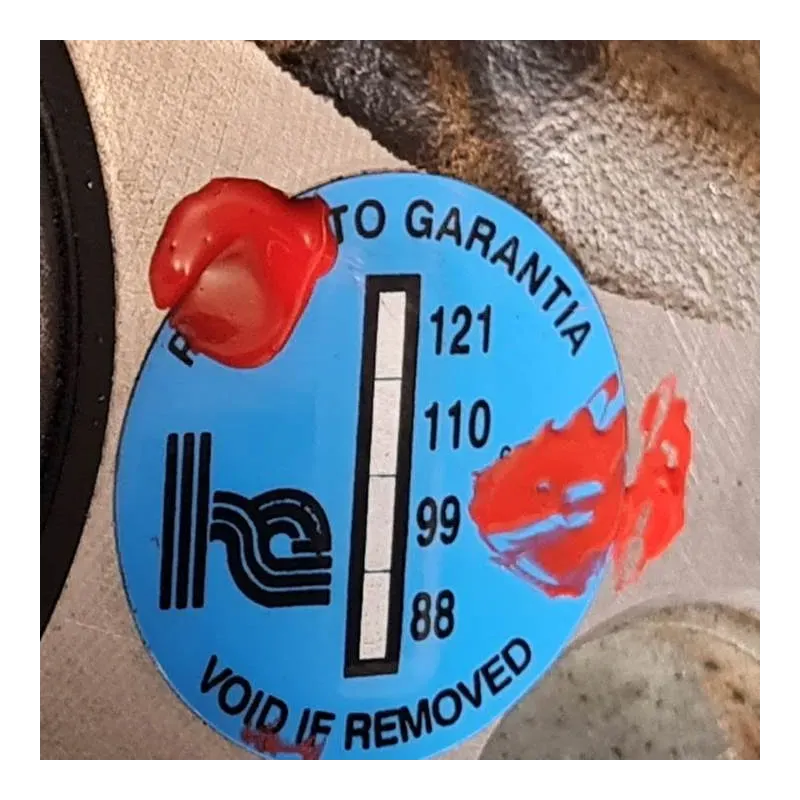 TO GARANTIA
121
110
99
88
VOID IF REMOVED